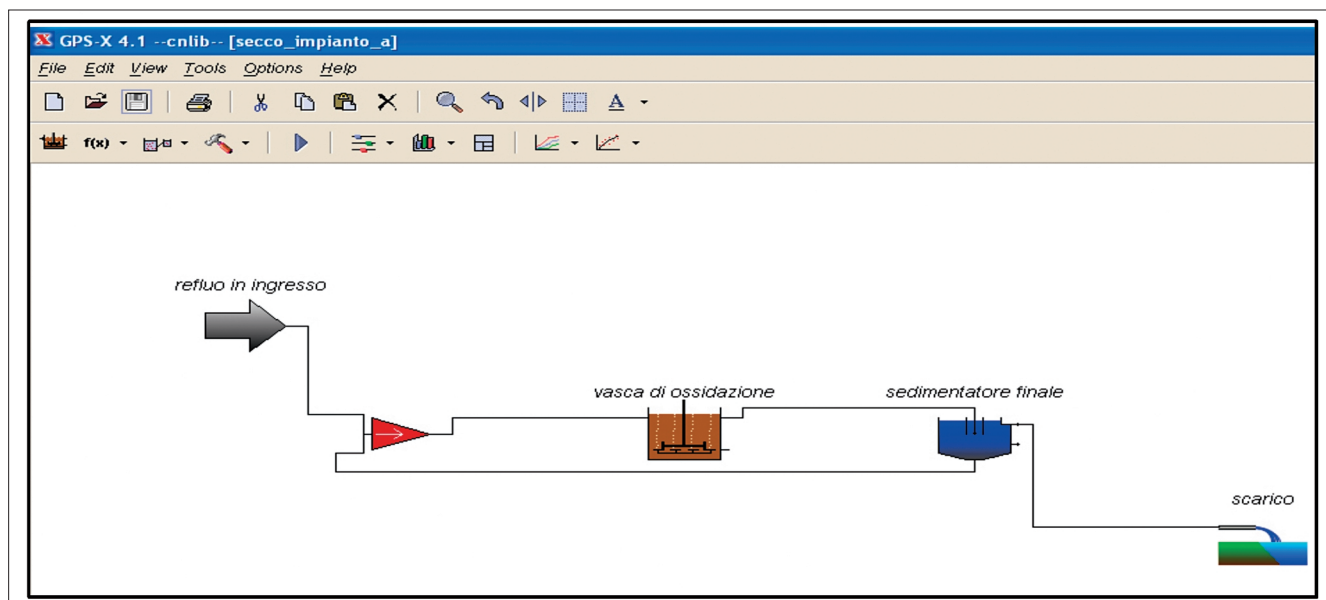 GPS-X 4.1 --cnlib-- [secco_impianto_a]
File Edit View Tools Options Help
A
f(x)
refluo in ingresso
vasca di ossidazione
sedimentatore finale
scarico